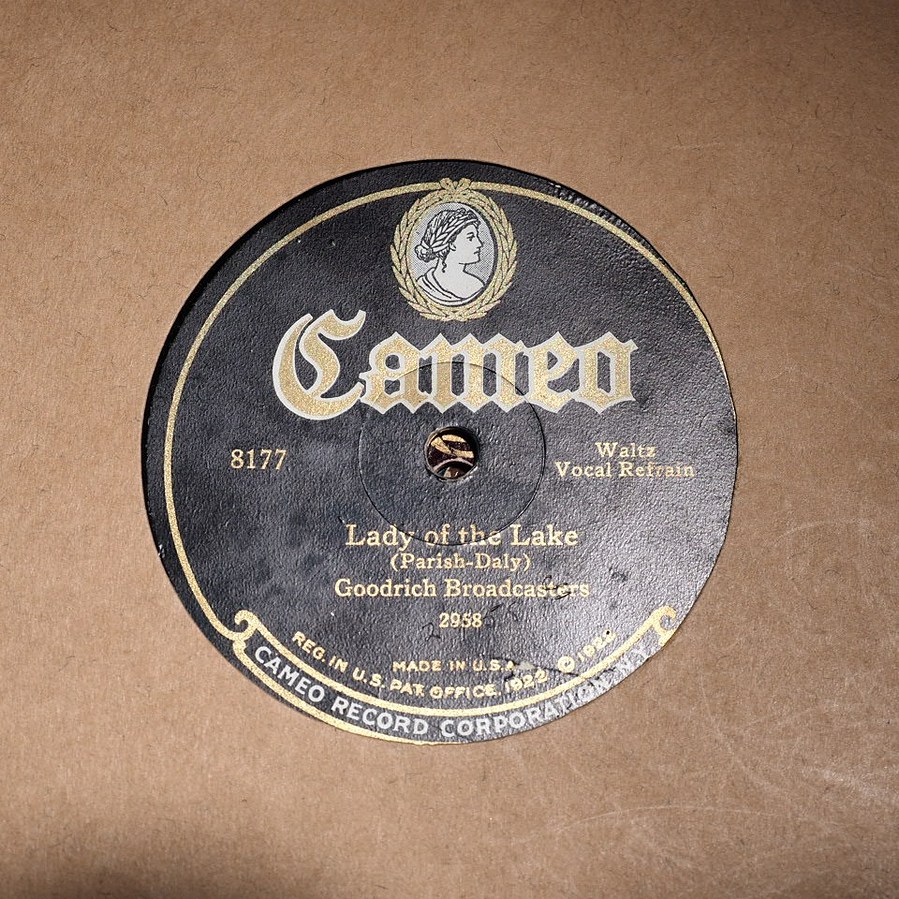 Cameo
8177
Waltz
Vocal Refrain
Lady of the Lake
(Parish-Daly)
Goodrich Broadcasters
2958
MADE IN U.S.A.
REG. IN U.S. PAT. OFFICE, 1922, © 1922
CAMEO RECORD CORPORATION, N.Y.